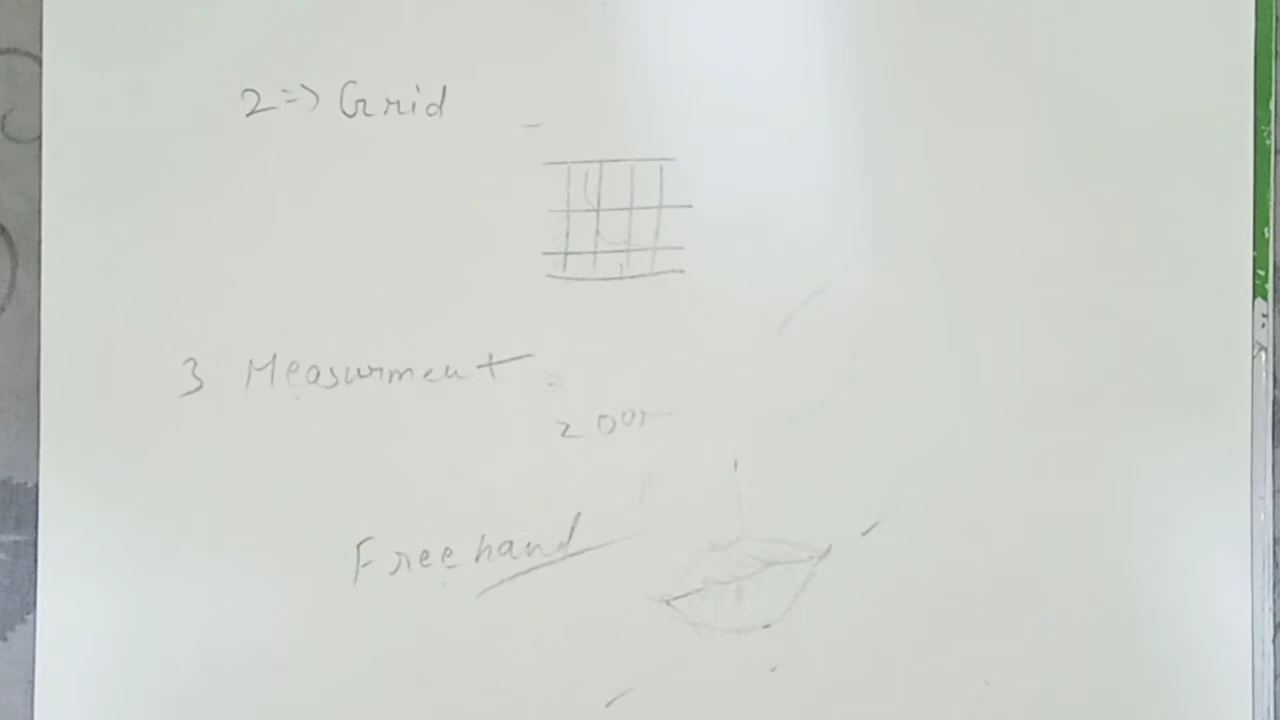 2=> Grid
3 Measurment =
Freehand